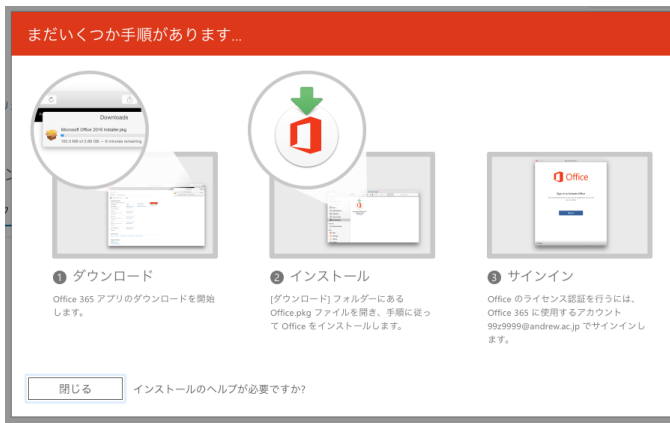 まだいくつか手順があります...
Downloads
Microsoft Office 2016 Installer.pkg
Office
❶ ダウンロード
Office 365 アプリのダウンロードを開始
します。
❷ インストール
[ダウンロード] フォルダーにある
Office.pkg ファイルを開き、手順に従っ
て Office をインストールします。
❸ サインイン
Office のライセンス認証を行うには、
Office 365 に使用するアカウント
99z9999@andrew.ac.jp でサインインし
ます。
閉じる
インストールのヘルプが必要ですか?